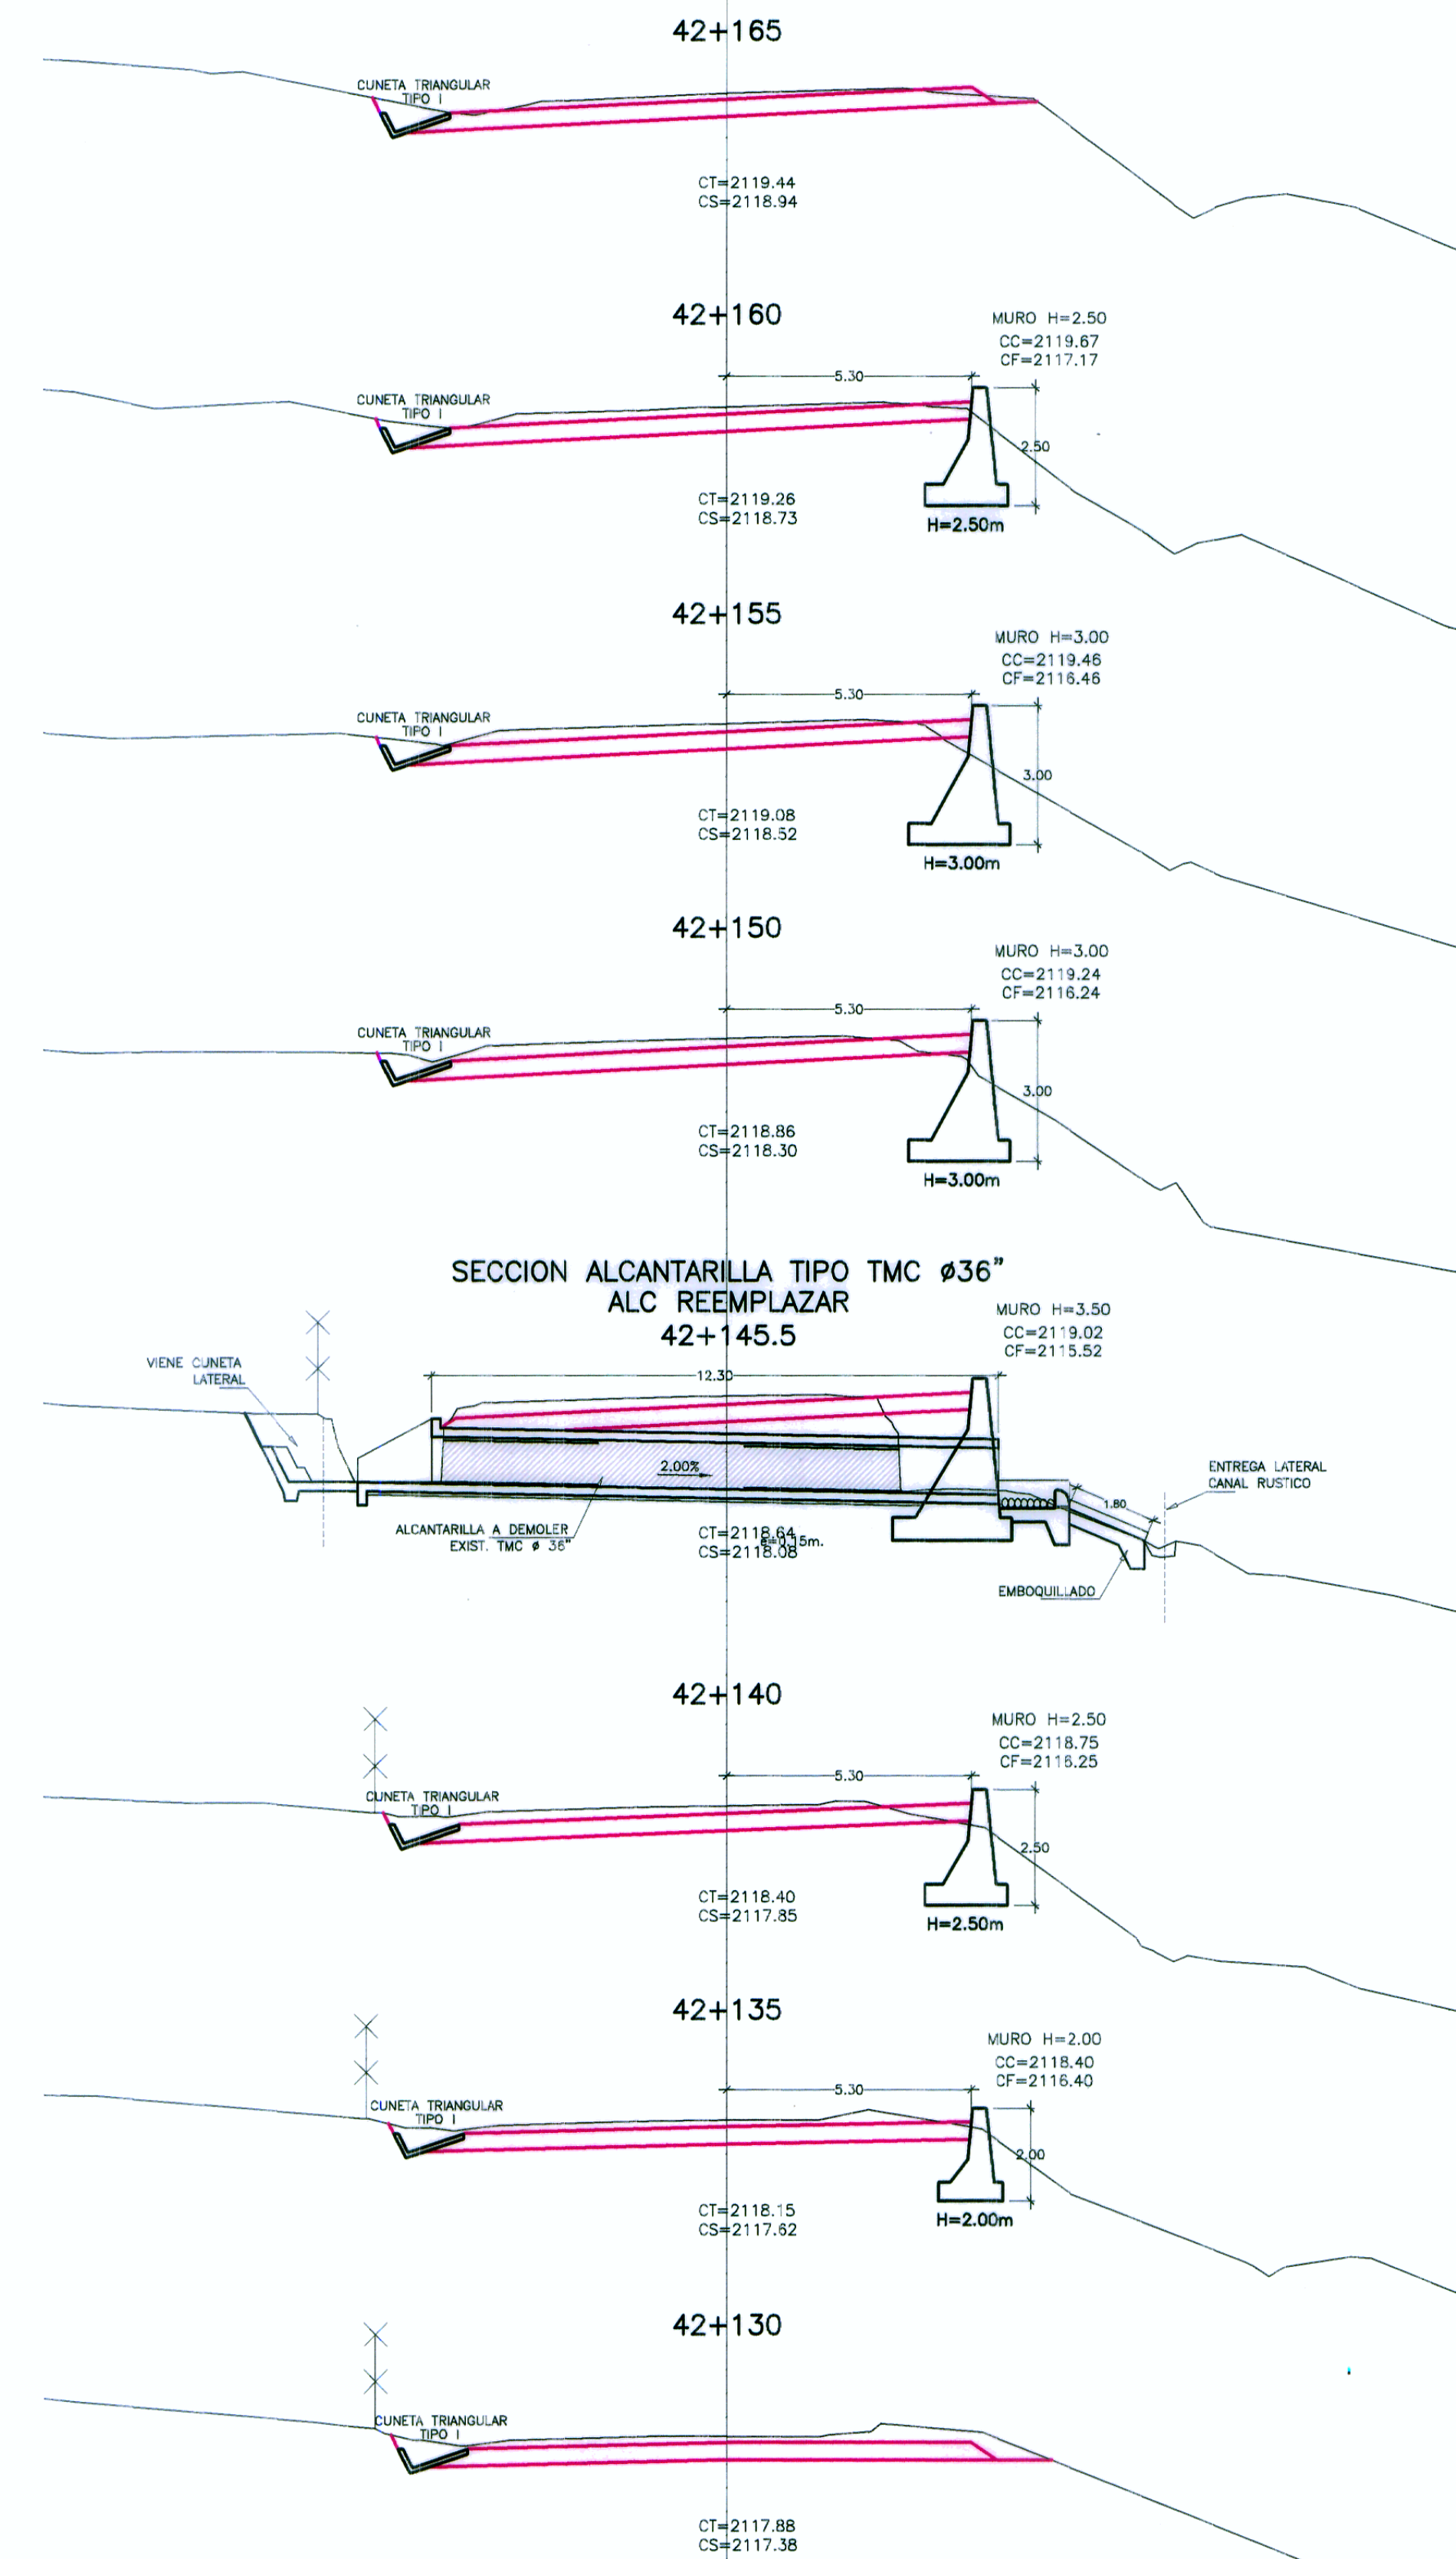 42+165
CUNETA TRIANGULAR
TIPO I
CT=2119.44
CS=2118.94
42+160
MURO H=2.50
CC=2119.67
CF=2117.17
5.30
CUNETA TRIANGULAR
TIPO I
2.50
CT=2119.26
CS=2118.73
H=2.50m
42+155
MURO H=3.00
CC=2119.46
CF=2116.46
5.30
CUNETA TRIANGULAR
TIPO I
3.00
CT=2119.08
CS=2118.52
H=3.00m
42+150
MURO H=3.00
CC=2119.24
CF=2116.24
5.30
CUNETA TRIANGULAR
TIPO I
3.00
CT=2118.86
CS=2118.30
H=3.00m
SECCION ALCANTARILLA TIPO TMC ø36"
ALC REEMPLAZAR
42+145.5
MURO H=3.50
CC=2119.02
CF=2115.52
VIENE CUNETA
LATERAL
12.30
2.00%
ENTREGA LATERAL
CANAL RUSTICO
1.80
ALCANTARILLA A DEMOLER
EXIST. TMC ø 36"
CT=2118.64
CS=2118.08
e=0.15m.
EMBOQUILLADO
42+140
MURO H=2.50
CC=2118.75
CF=2116.25
5.30
CUNETA TRIANGULAR
TIPO I
2.50
CT=2118.40
CS=2117.85
H=2.50m
42+135
MURO H=2.00
CC=2118.40
CF=2116.40
5.30
CUNETA TRIANGULAR
TIPO I
2.00
CT=2118.15
CS=2117.62
H=2.00m
42+130
CUNETA TRIANGULAR
TIPO I
CT=2117.88
CS=2117.38